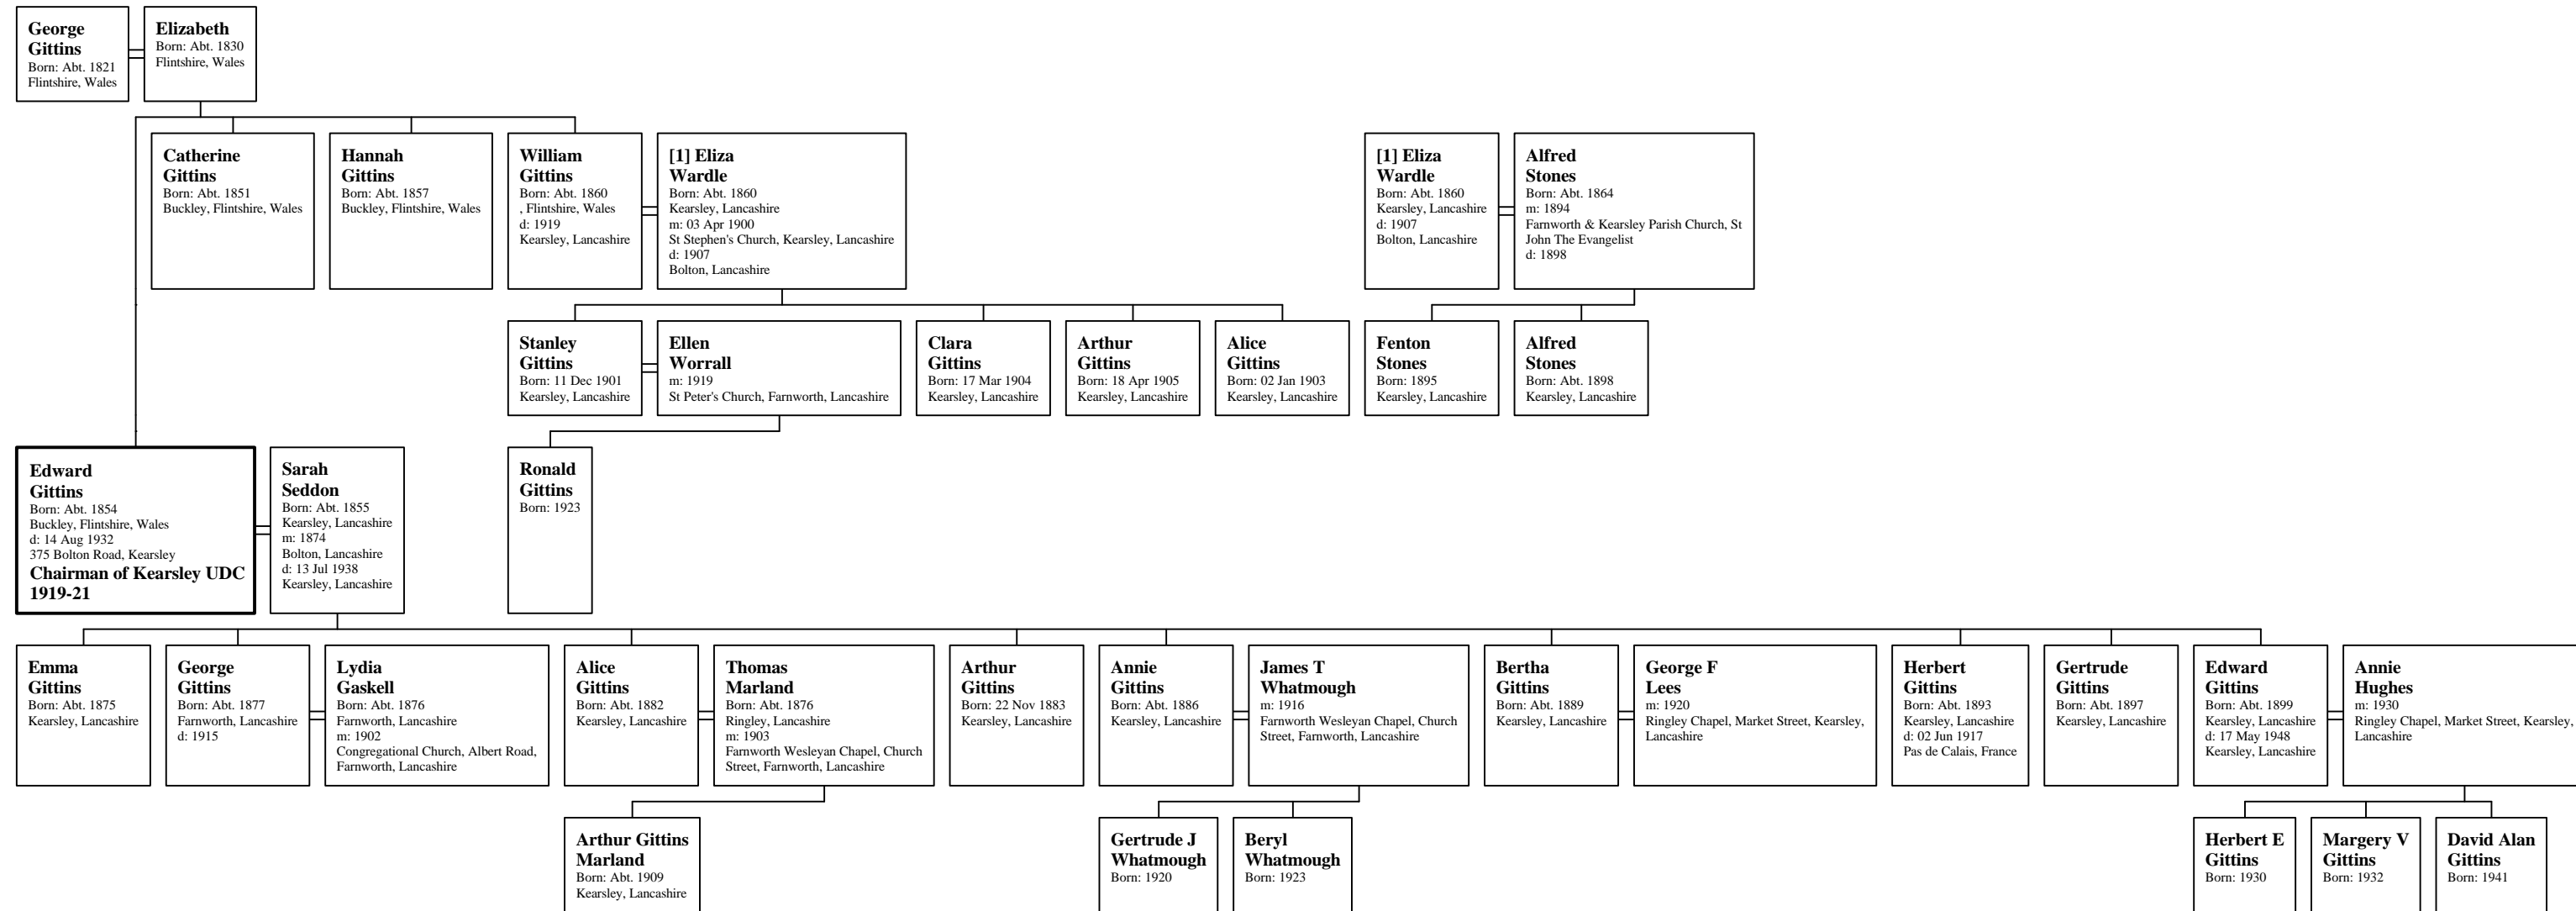 George
Gittins
Born: Abt. 1821
Flintshire, Wales
Elizabeth
Born: Abt. 1830
Flintshire, Wales
Catherine
Gittins
Born: Abt. 1851
Buckley, Flintshire, Wales
Hannah
Gittins
Born: Abt. 1857
Buckley, Flintshire, Wales
William
Gittins
Born: Abt. 1860
, Flintshire, Wales
d: 1919
Kearsley, Lancashire
[1] Eliza
Wardle
Born: Abt. 1860
Kearsley, Lancashire
m: 03 Apr 1900
St Stephen's Church, Kearsley, Lancashire
d: 1907
Bolton, Lancashire
[1] Eliza
Wardle
Born: Abt. 1860
Kearsley, Lancashire
d: 1907
Bolton, Lancashire
Alfred
Stones
Born: Abt. 1864
m: 1894
Farnworth & Kearsley Parish Church, St
John The Evangelist
d: 1898
Stanley
Gittins
Born: 11 Dec 1901
Kearsley, Lancashire
Ellen
Worrall
m: 1919
St Peter's Church, Farnworth, Lancashire
Clara
Gittins
Born: 17 Mar 1904
Kearsley, Lancashire
Arthur
Gittins
Born: 18 Apr 1905
Kearsley, Lancashire
Alice
Gittins
Born: 02 Jan 1903
Kearsley, Lancashire
Fenton
Stones
Born: 1895
Kearsley, Lancashire
Alfred
Stones
Born: Abt. 1898
Kearsley, Lancashire
Edward
Gittins
Born: Abt. 1854
Buckley, Flintshire, Wales
d: 14 Aug 1932
375 Bolton Road, Kearsley
Chairman of Kearsley UDC
1919-21
Sarah
Seddon
Born: Abt. 1855
Kearsley, Lancashire
m: 1874
Bolton, Lancashire
d: 13 Jul 1938
Kearsley, Lancashire
Ronald
Gittins
Born: 1923
Emma
Gittins
Born: Abt. 1875
Kearsley, Lancashire
George
Gittins
Born: Abt. 1877
Farnworth, Lancashire
d: 1915
Lydia
Gaskell
Born: Abt. 1876
Farnworth, Lancashire
m: 1902
Congregational Church, Albert Road,
Farnworth, Lancashire
Alice
Gittins
Born: Abt. 1882
Kearsley, Lancashire
Thomas
Marland
Born: Abt. 1876
Ringley, Lancashire
m: 1903
Farnworth Wesleyan Chapel, Church
Street, Farnworth, Lancashire
Arthur
Gittins
Born: 22 Nov 1883
Kearsley, Lancashire
Annie
Gittins
Born: Abt. 1886
Kearsley, Lancashire
James T
Whatmough
m: 1916
Farnworth Wesleyan Chapel, Church
Street, Farnworth, Lancashire
Bertha
Gittins
Born: Abt. 1889
Kearsley, Lancashire
George F
Lees
m: 1920
Ringley Chapel, Market Street, Kearsley,
Lancashire
Herbert
Gittins
Born: Abt. 1893
Kearsley, Lancashire
d: 02 Jun 1917
Pas de Calais, France
Gertrude
Gittins
Born: Abt. 1897
Kearsley, Lancashire
Edward
Gittins
Born: Abt. 1899
Kearsley, Lancashire
d: 17 May 1948
Kearsley, Lancashire
Annie
Hughes
m: 1930
Ringley Chapel, Market Street, Kearsley,
Lancashire
Arthur Gittins
Marland
Born: Abt. 1909
Kearsley, Lancashire
Gertrude J
Whatmough
Born: 1920
Beryl
Whatmough
Born: 1923
Herbert E
Gittins
Born: 1930
Margery V
Gittins
Born: 1932
David Alan
Gittins
Born: 1941